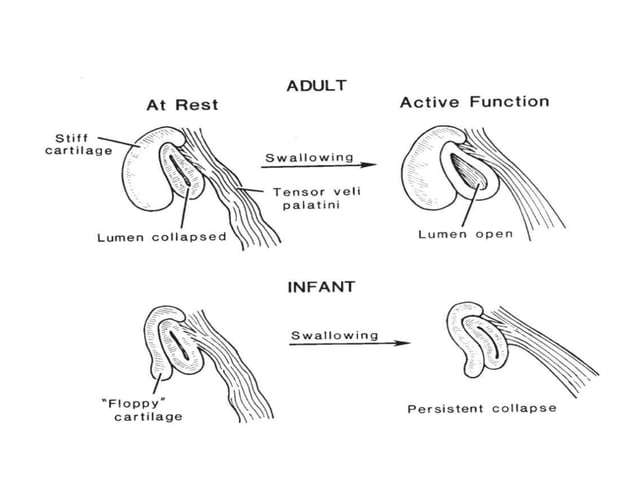 ADULT
At Rest
Active Function
Stiff
cartilage
Swallowing
Tensor veli
palatini
Lumen collapsed
Lumen open
INFANT
Swallowing
"Floppy"
cartilage
Persistent collapse